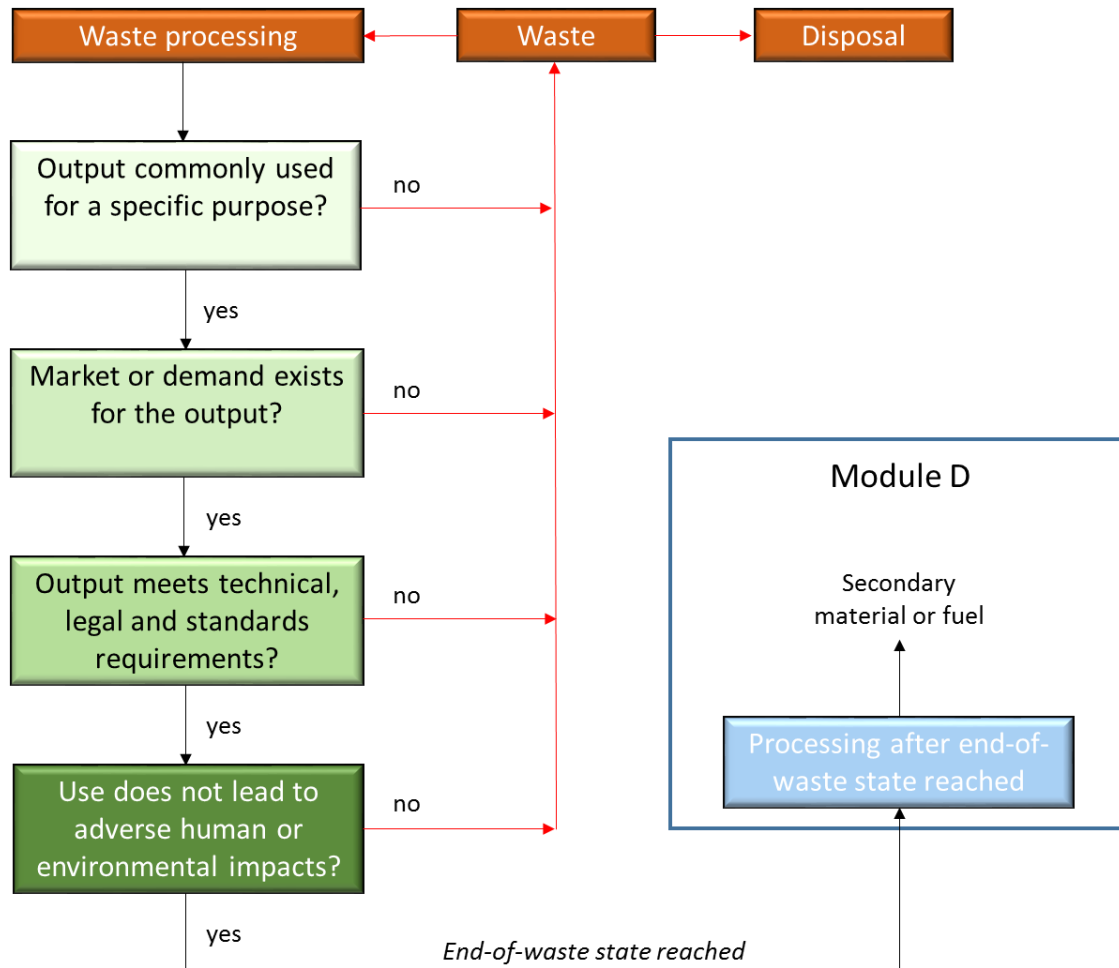 Waste processing
Waste
Disposal
Output commonly used
for a specific purpose?
no
yes
Market or demand exists
for the output?
no
yes
Output meets technical,
legal and standards
requirements?
no
yes
Use does not lead to
adverse human or
environmental impacts?
no
yes
End-of-waste state reached
Module D
Secondary
material or fuel
Processing after end-of-
waste state reached